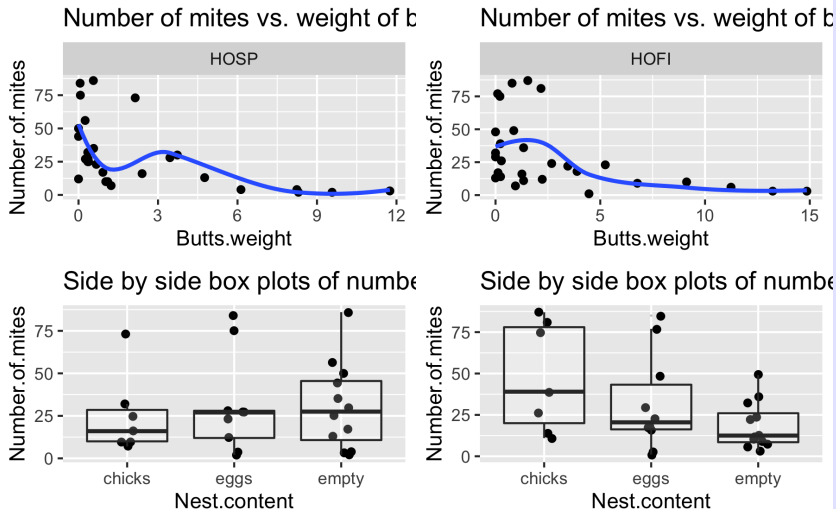 Number of mites vs. weight of b
HOSP
Number.of.mites
75
50
25
0
0 3 6 9 12
Butts.weight
Number of mites vs. weight of b
HOFI
Number.of.mites
75
50
25
0
0 5 10 15
Butts.weight
Side by side box plots of numbe
Number.of.mites
75
50
25
0
chicks eggs empty
Nest.content
Side by side box plots of numbe
Number.of.mites
75
50
25
0
chicks eggs empty
Nest.content